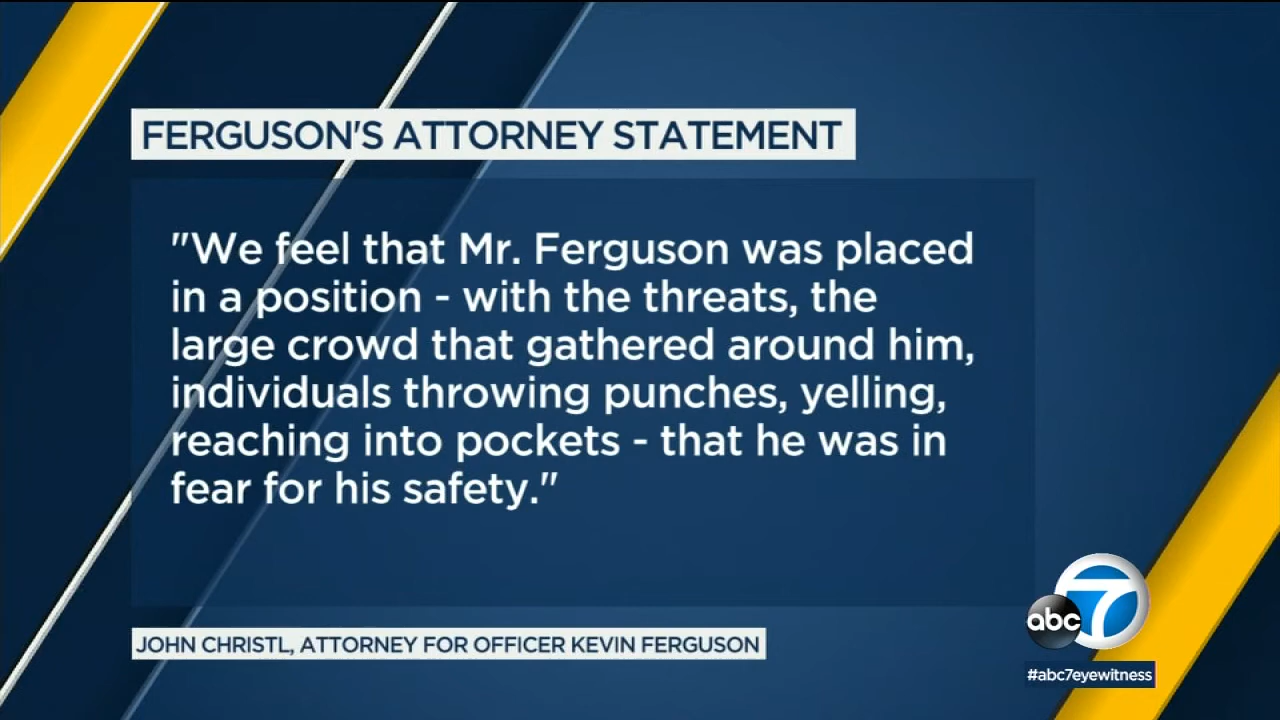 FERGUSON'S ATTORNEY STATEMENT
"We feel that Mr. Ferguson was placed
in a position - with the threats, the
large crowd that gathered around him,
individuals throwing punches, yelling,
reaching into pockets - that he was in
fear for his safety."
JOHN CHRISTL, ATTORNEY FOR OFFICER KEVIN FERGUSON
abc 7
#abc7eyewitness